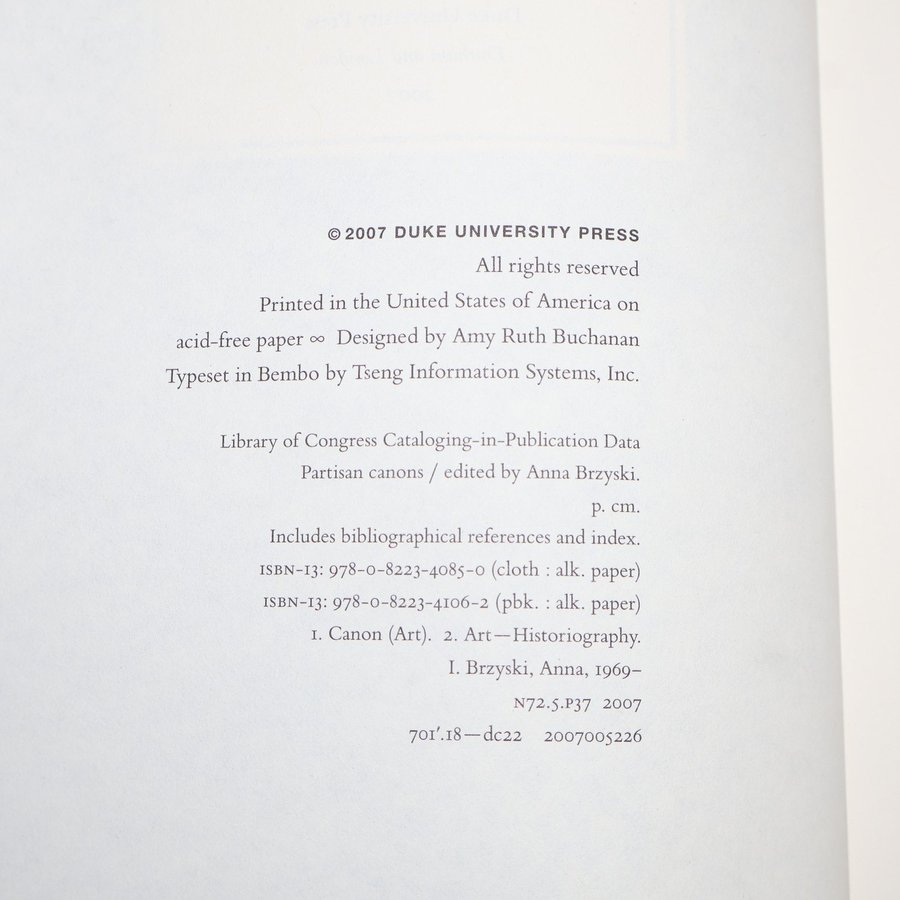 © 2007 DUKE UNIVERSITY PRESS
All rights reserved
Printed in the United States of America on
acid-free paper ∞ Designed by Amy Ruth Buchanan
Typeset in Bembo by Tseng Information Systems, Inc.
Library of Congress Cataloging-in-Publication Data
Partisan canons / edited by Anna Brzyski.
p. cm.
Includes bibliographical references and index.
ISBN-13: 978-0-8223-4085-0 (cloth : alk. paper)
ISBN-13: 978-0-8223-4106-2 (pbk. : alk. paper)
1. Canon (Art). 2. Art—Historiography.
I. Brzyski, Anna, 1969–
N72.5.P37 2007
701′.18—dc22 2007005226